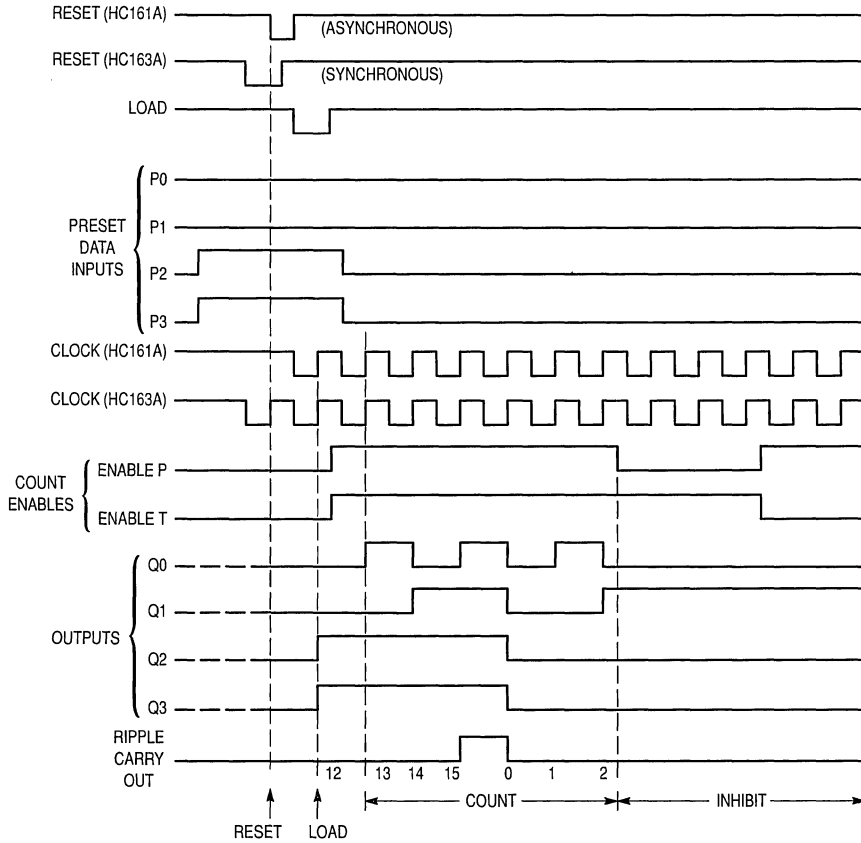 RESET (HC161A)
(ASYNCHRONOUS)
RESET (HC163A)
(SYNCHRONOUS)
LOAD
P0
P1
PRESET
DATA
INPUTS
P2
P3
CLOCK (HC161A)
CLOCK (HC163A)
COUNT
ENABLES
ENABLE P
ENABLE T
Q0
Q1
OUTPUTS
Q2
Q3
RIPPLE
CARRY
OUT
12 13 14 15 0 1 2
COUNT INHIBIT
RESET LOAD